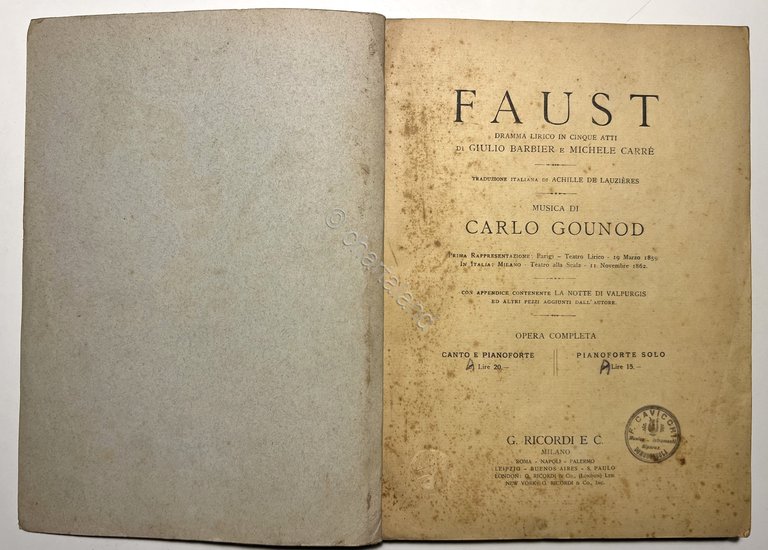 FAUST
DRAMMA LIRICO IN CINQUE ATTI
DI GIULIO BARBIER E MICHELE CARRÉ
TRADUZIONE ITALIANA DI ACHILLE DE LAUZIÈRES
MUSICA DI
CARLO GOUNOD
PRIMA RAPPRESENTAZIONE: Parigi - Teatro Lirico - 19 Marzo 1859
IN ITALIA: MILANO - Teatro alla Scala - 11 Novembre 1862.
CON APPENDICE CONTENENTE LA NOTTE DI VALPURGIS
ED ALTRI PEZZI AGGIUNTI DALL'AUTORE.
OPERA COMPLETA
CANTO E PIANOFORTE
A Lire 20.—
PIANOFORTE SOLO
A Lire 15.—
G. RICORDI E C.
MILANO
ROMA - NAPOLI - PALERMO
LEIPZIG - BUENOS AIRES - S. PAULO
LONDON: G. RICORDI & Co., (LONDON) LTD.
NEW YORK: G. RICORDI & Co., INC.
F. CAVICORI
Musica - Istrumenti